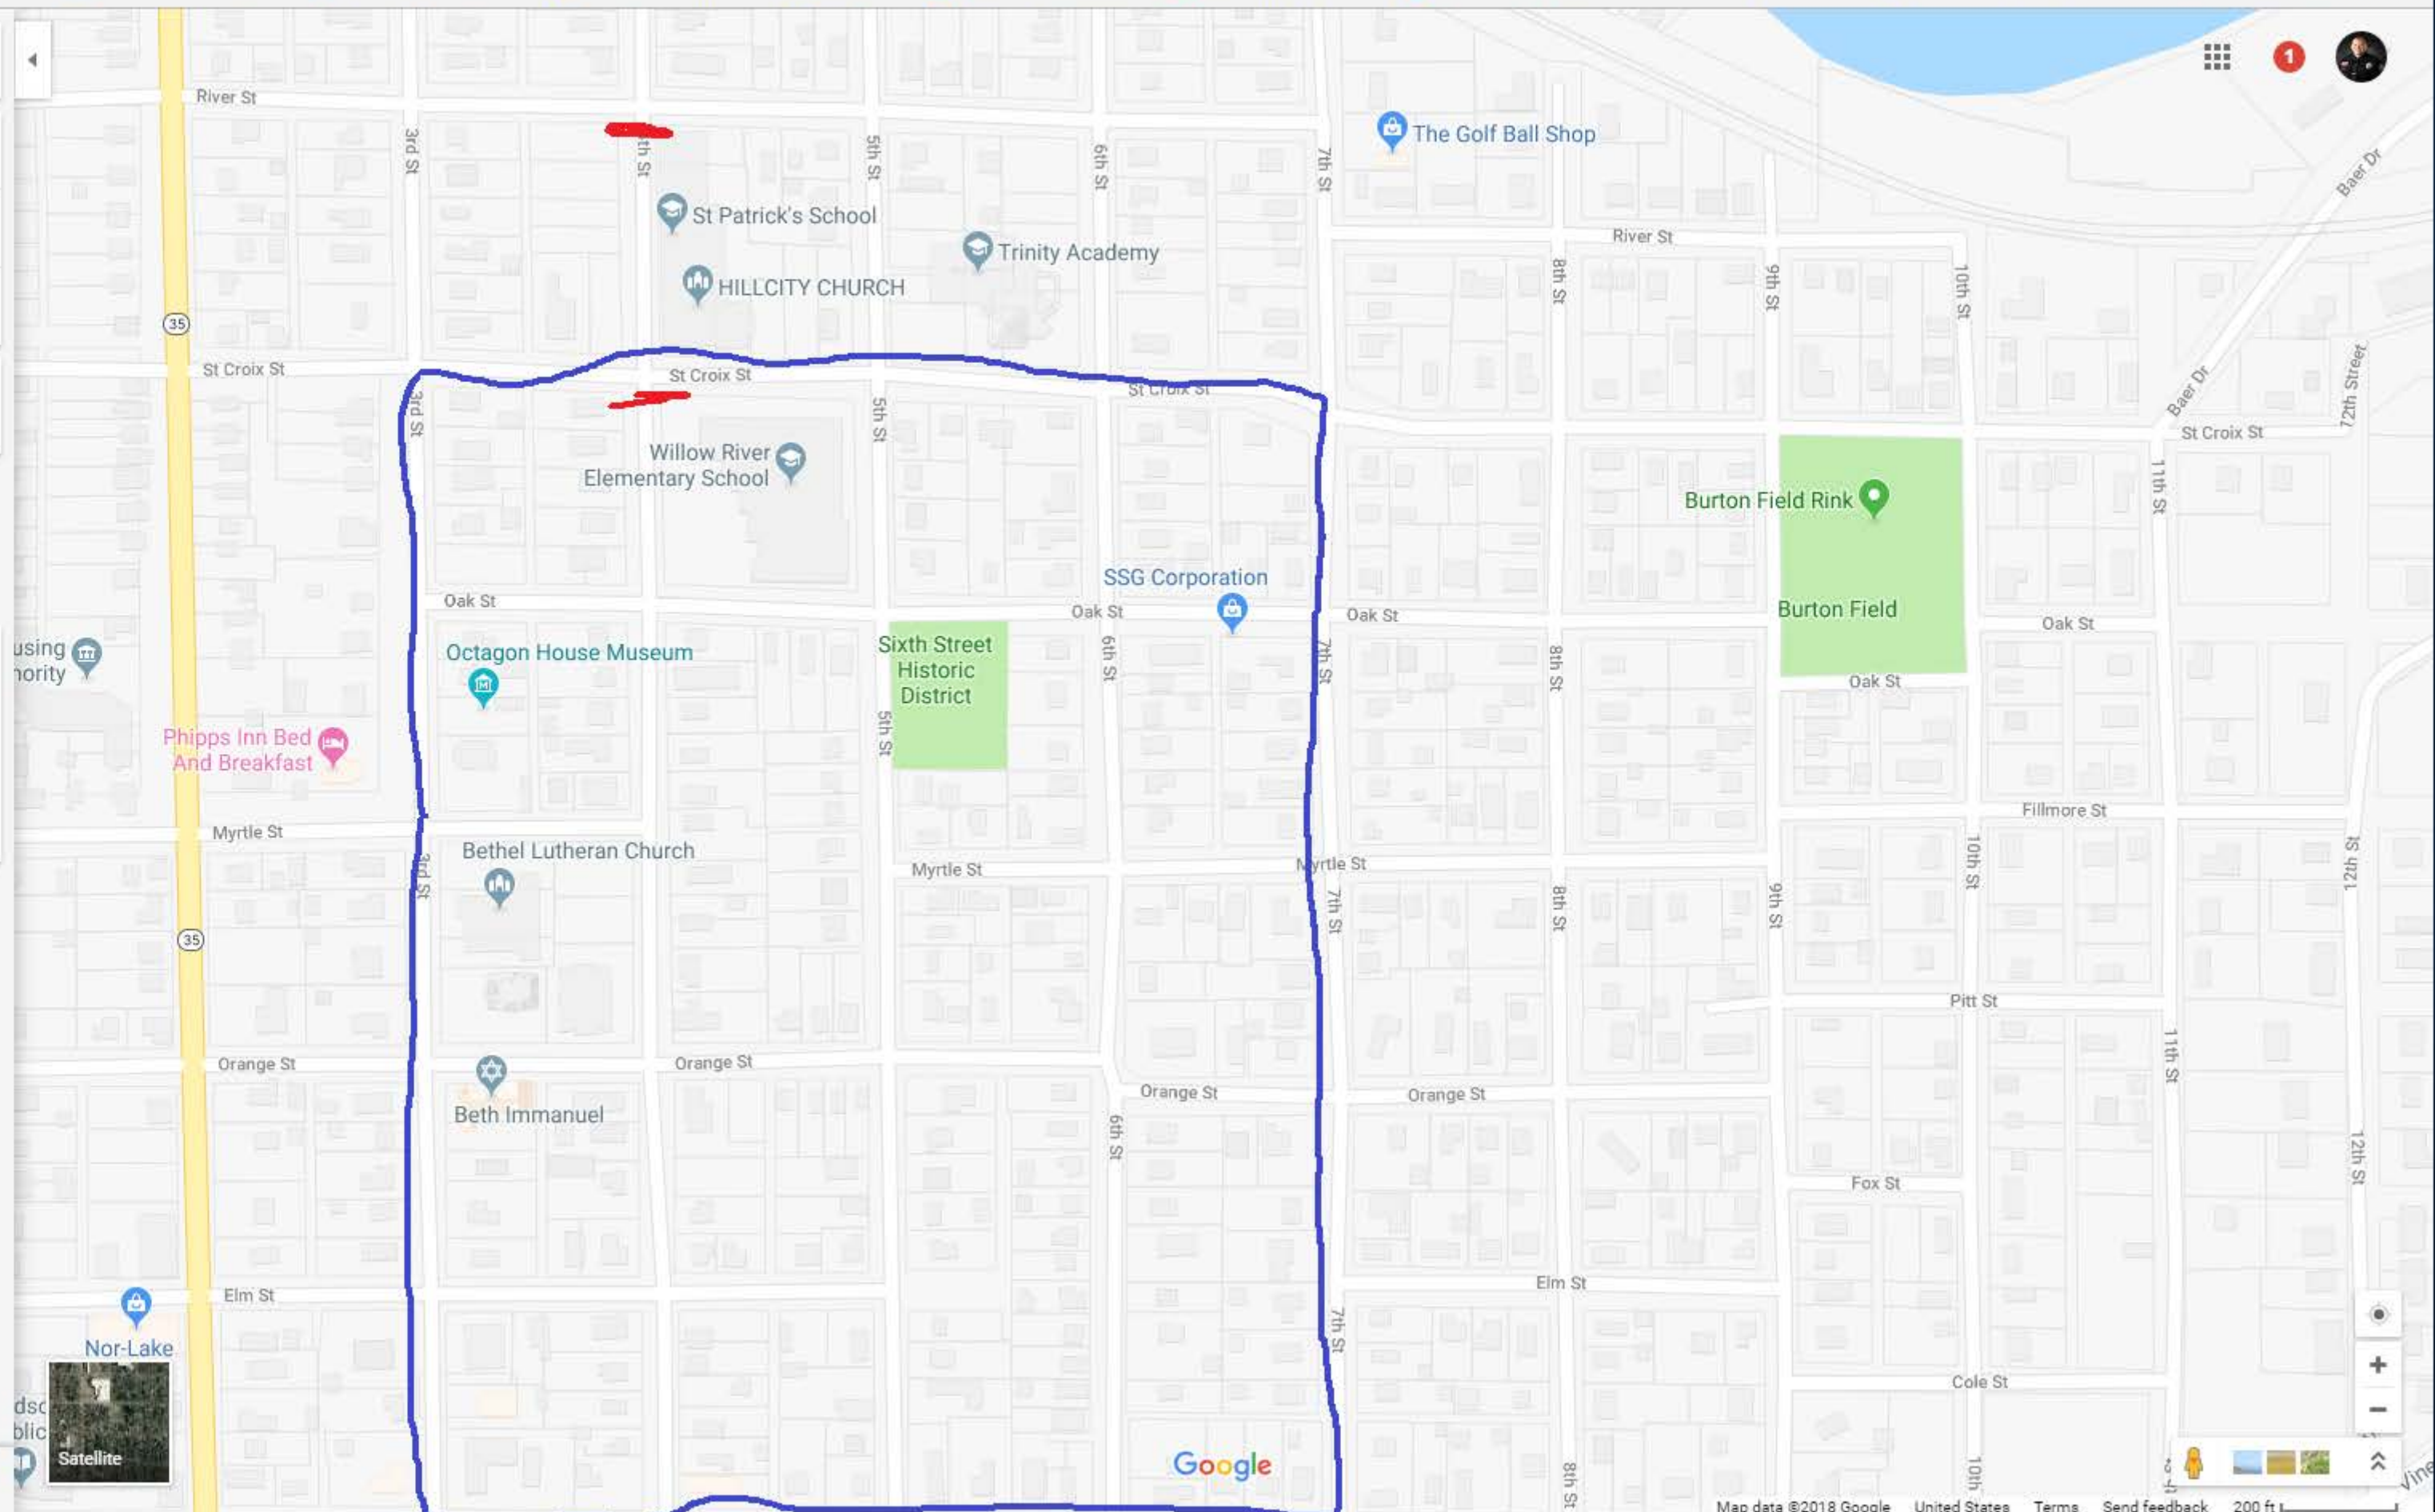 River St
3rd St
th St
5th St
6th St
7th St
The Golf Ball Shop
1
Baer Dr
St Patrick's School
Trinity Academy
HILLCITY CHURCH
River St
8th St
9th St
10th St
35
St Croix St
St Croix St
St Croix St
Baer Dr
12th Street
St Croix St
3rd St
5th St
Willow River
Elementary School
11th St
Burton Field Rink
SSG Corporation
Oak St
Oak St
Oak St
Burton Field
Oak St
using
hority
Octagon House Museum
Sixth Street
Historic
District
6th St
7th St
8th St
Oak St
5th St
Phipps Inn Bed
And Breakfast
Myrtle St
Fillmore St
Bethel Lutheran Church
Myrtle St
Myrtle St
3rd St
7th St
8th St
9th St
10th St
12th St
35
Pitt St
Orange St
Orange St
11th St
Beth Immanuel
Orange St
Orange St
6th St
12th St
Fox St
Elm St
Elm St
Nor-Lake
7th St
Cole St
dsc
blic
Satellite
Google
8th St
10th
Vine
Map data ©2018 Google United States Terms Send feedback 200 ft